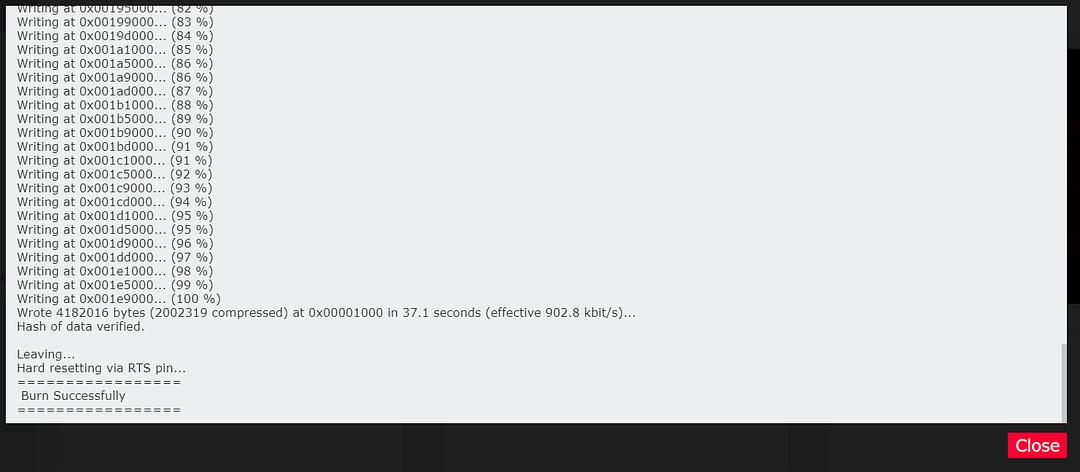 Writing at 0x00195000... (82 %)
Writing at 0x00199000... (83 %)
Writing at 0x0019d000... (84 %)
Writing at 0x001a1000... (85 %)
Writing at 0x001a5000... (86 %)
Writing at 0x001a9000... (86 %)
Writing at 0x001ad000... (87 %)
Writing at 0x001b1000... (88 %)
Writing at 0x001b5000... (89 %)
Writing at 0x001b9000... (90 %)
Writing at 0x001bd000... (91 %)
Writing at 0x001c1000... (91 %)
Writing at 0x001c5000... (92 %)
Writing at 0x001c9000... (93 %)
Writing at 0x001cd000... (94 %)
Writing at 0x001d1000... (95 %)
Writing at 0x001d5000... (95 %)
Writing at 0x001d9000... (96 %)
Writing at 0x001dd000... (97 %)
Writing at 0x001e1000... (98 %)
Writing at 0x001e5000... (99 %)
Writing at 0x001e9000... (100 %)
Wrote 4182016 bytes (2002319 compressed) at 0x00001000 in 37.1 seconds (effective 902.8 kbit/s)...
Hash of data verified.
Leaving...
Hard resetting via RTS pin...
=================
Burn Successfully
=================
Close